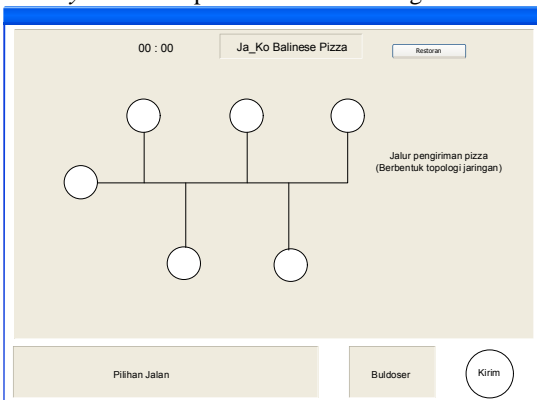 00 : 00
Ja_Ko Balinese Pizza
Restoran
Jalur pengiriman pizza
(Berbentuk topologi jaringan)
Pilihan Jalan
Buldoser
Kirim